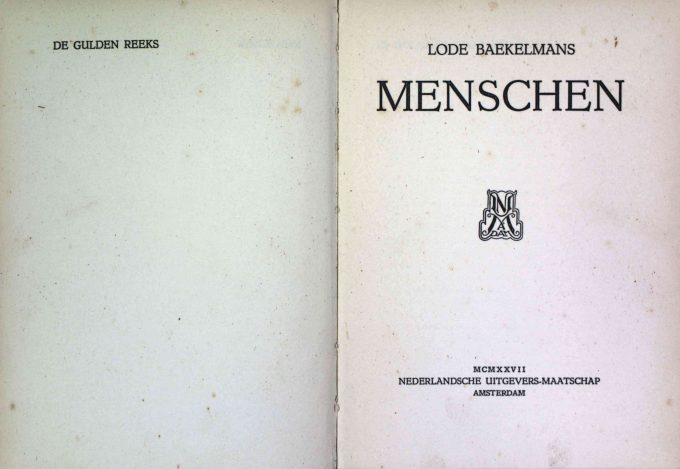 DE GULDEN REEKS
LODE BAEKELMANS
MENSCHEN
MCMXXVII
NEDERLANDSCHE UITGEVERS-MAATSCHAP
AMSTERDAM